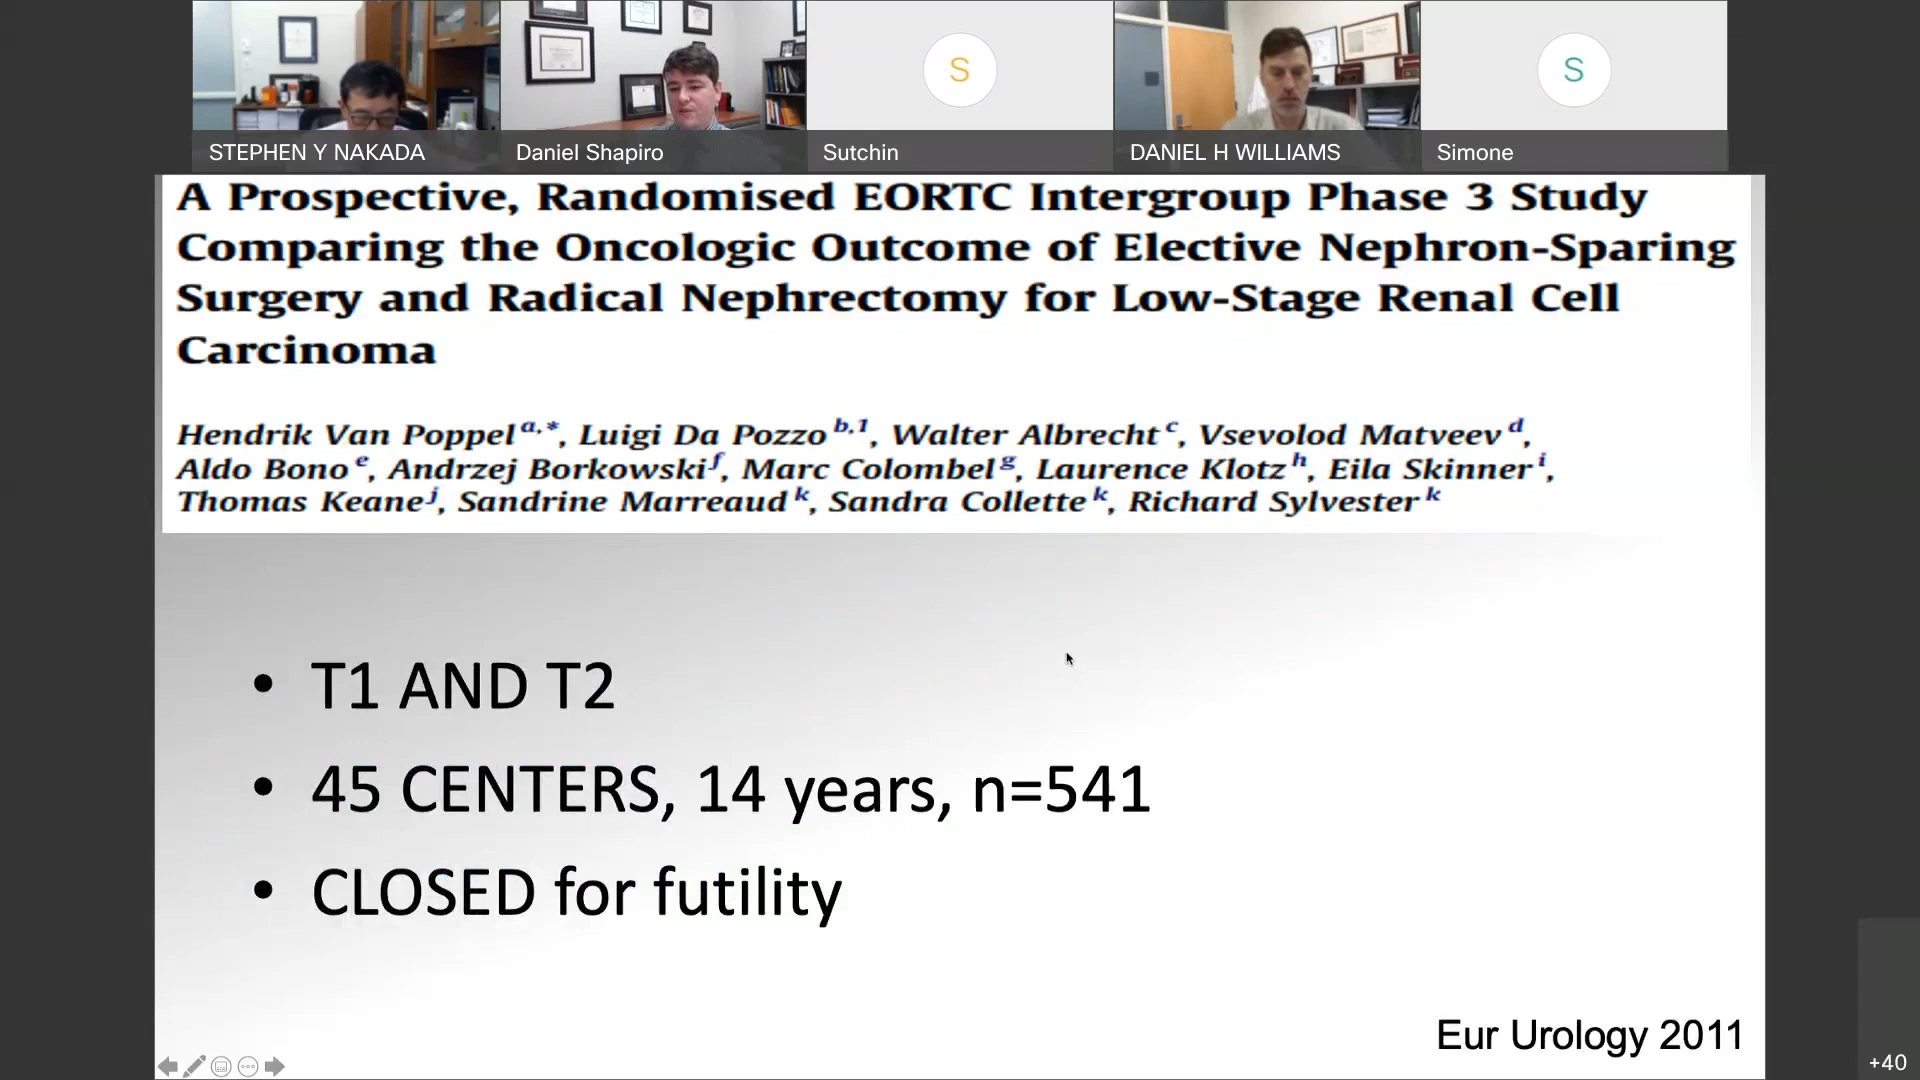 S
S
STEPHEN Y NAKADA
Daniel Shapiro
Sutchin
DANIEL H WILLIAMS
Simone
A Prospective, Randomised EORTC Intergroup Phase 3 Study
Comparing the Oncologic Outcome of Elective Nephron-Sparing
Surgery and Radical Nephrectomy for Low-Stage Renal Cell
Carcinoma
Hendrik Van Poppel a,*, Luigi Da Pozzo b,1, Walter Albrecht c, Vsevolod Matveev d,
Aldo Bono e, Andrzej Borkowski f, Marc Colombel g, Laurence Klotz h, Eila Skinner i,
Thomas Keane j, Sandrine Marreaud k, Sandra Collette k, Richard Sylvester k
• T1 AND T2
• 45 CENTERS, 14 years, n=541
• CLOSED for futility
Eur Urology 2011
+40